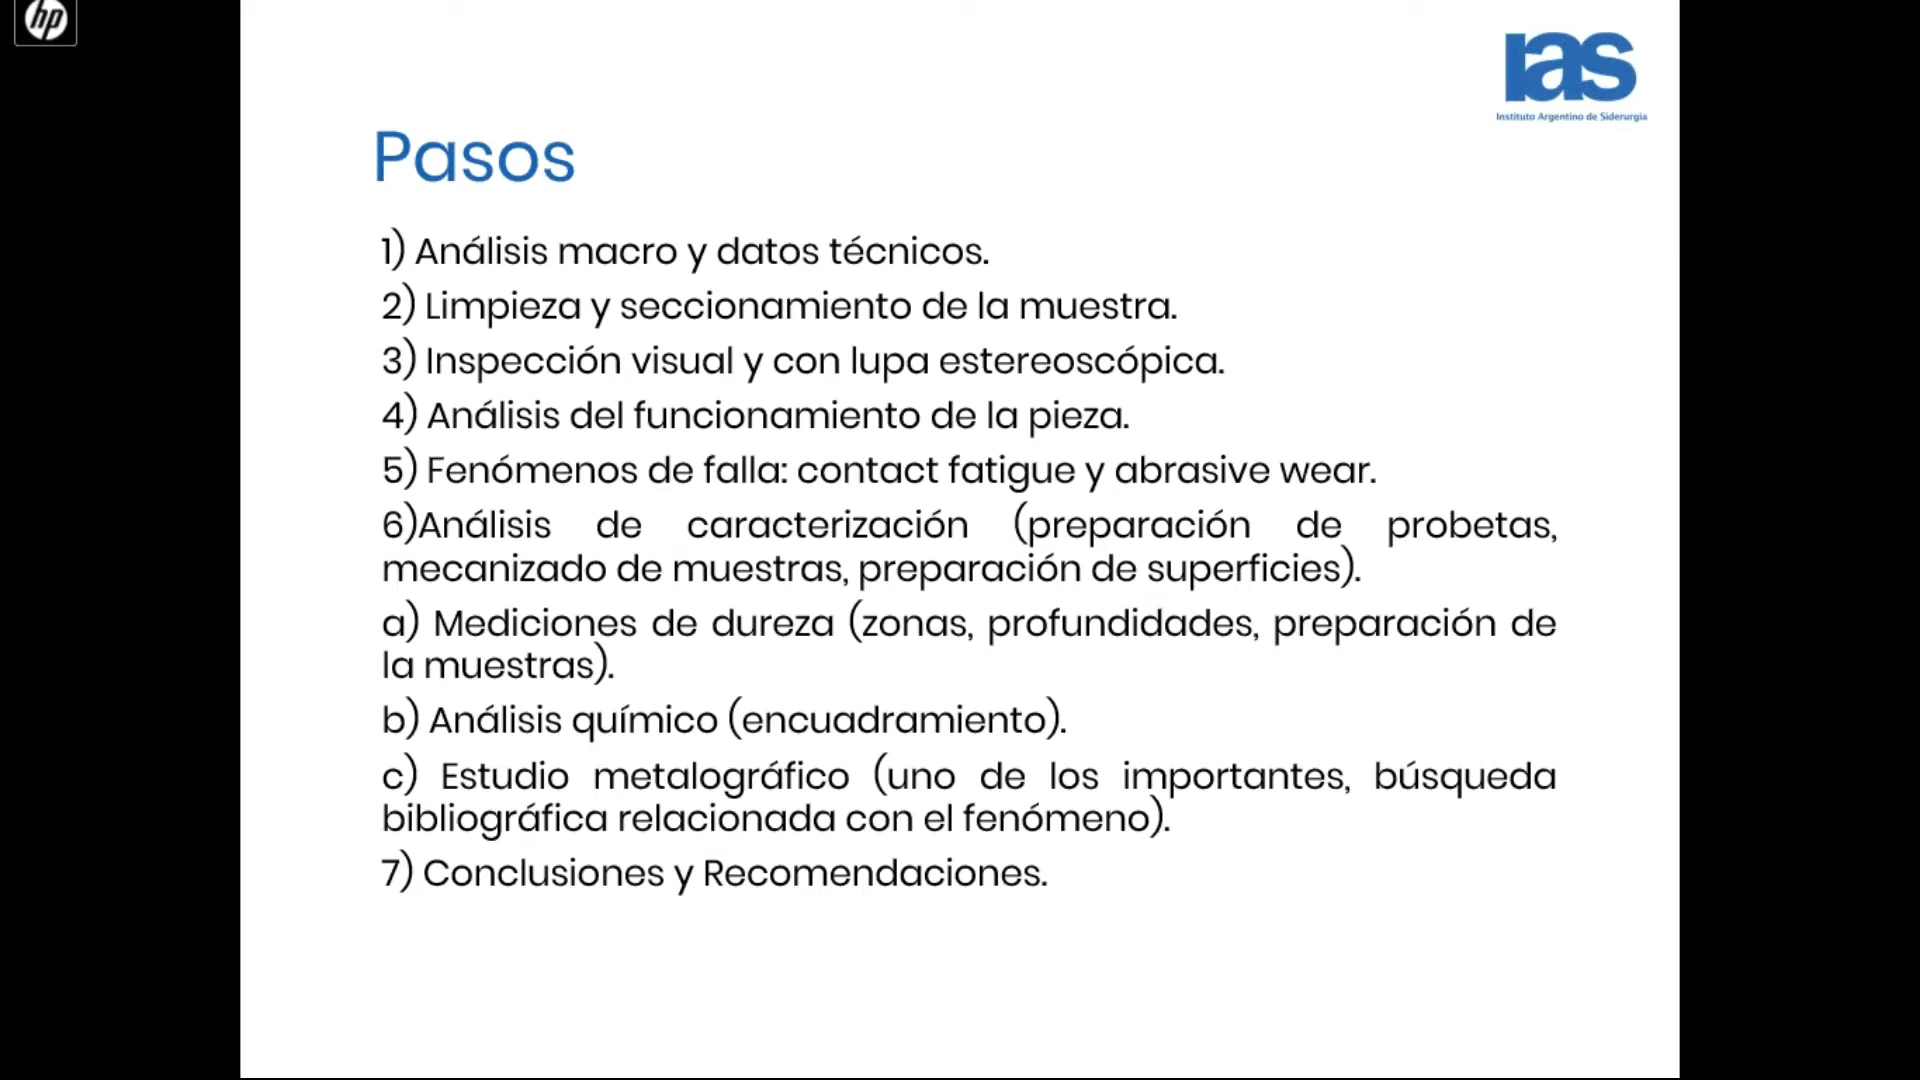 hp
ias
Instituto Argentino de Siderurgia
Pasos
1) Análisis macro y datos técnicos.
2) Limpieza y seccionamiento de la muestra.
3) Inspección visual y con lupa estereoscópica.
4) Análisis del funcionamiento de la pieza.
5) Fenómenos de falla: contact fatigue y abrasive wear.
6)Análisis de caracterización (preparación de probetas,
mecanizado de muestras, preparación de superficies).
a) Mediciones de dureza (zonas, profundidades, preparación de
la muestras).
b) Análisis químico (encuadramiento).
c) Estudio metalográfico (uno de los importantes, búsqueda
bibliográfica relacionada con el fenómeno).
7) Conclusiones y Recomendaciones.